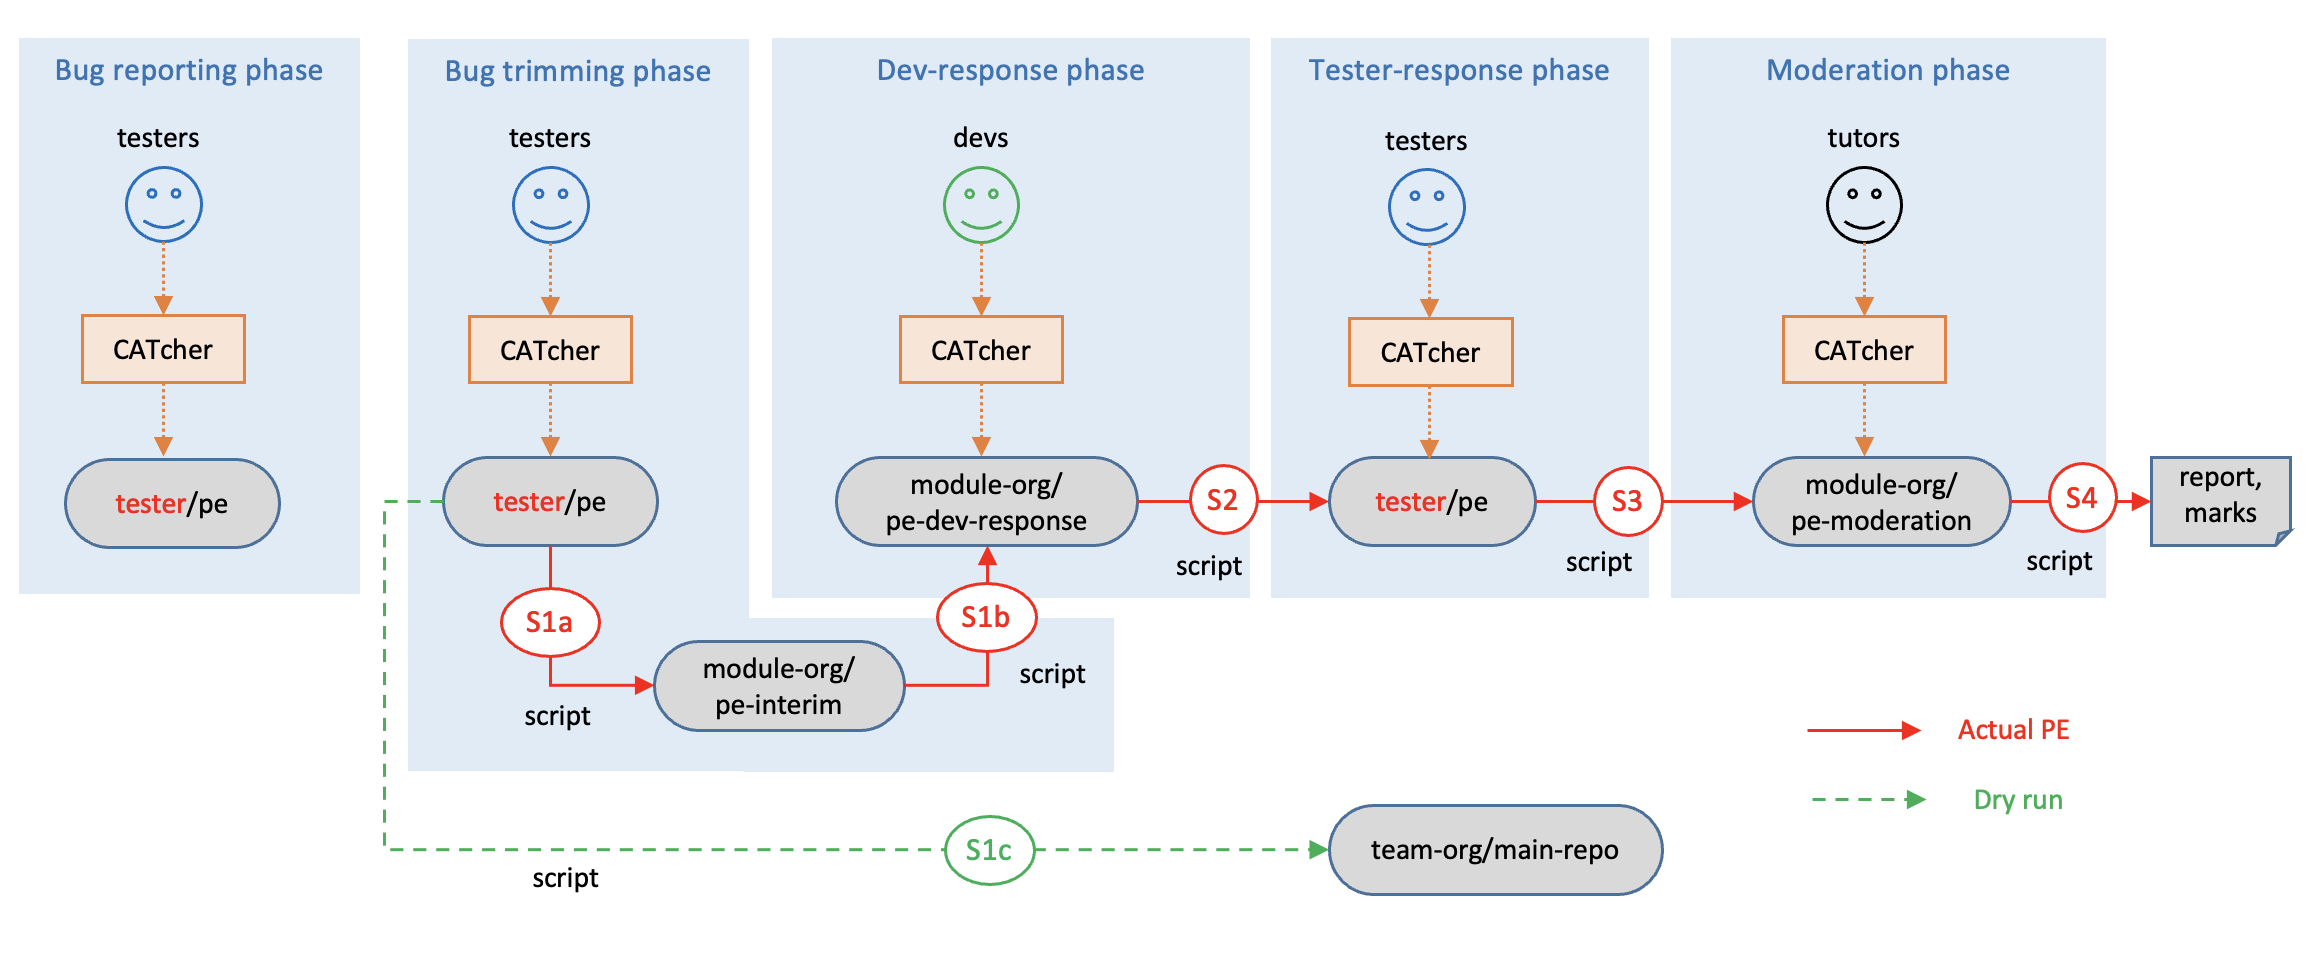 Bug reporting phase
testers
CATcher
tester/pe
Bug trimming phase
testers
CATcher
tester/pe
S1a
script
module-org/
pe-interim
S1b
script
Dev-response phase
devs
CATcher
module-org/
pe-dev-response
S2
script
Tester-response phase
testers
CATcher
tester/pe
S3
script
Moderation phase
tutors
CATcher
module-org/
pe-moderation
S4
script
report,
marks
S1c
script
team-org/main-repo
Actual PE
Dry run